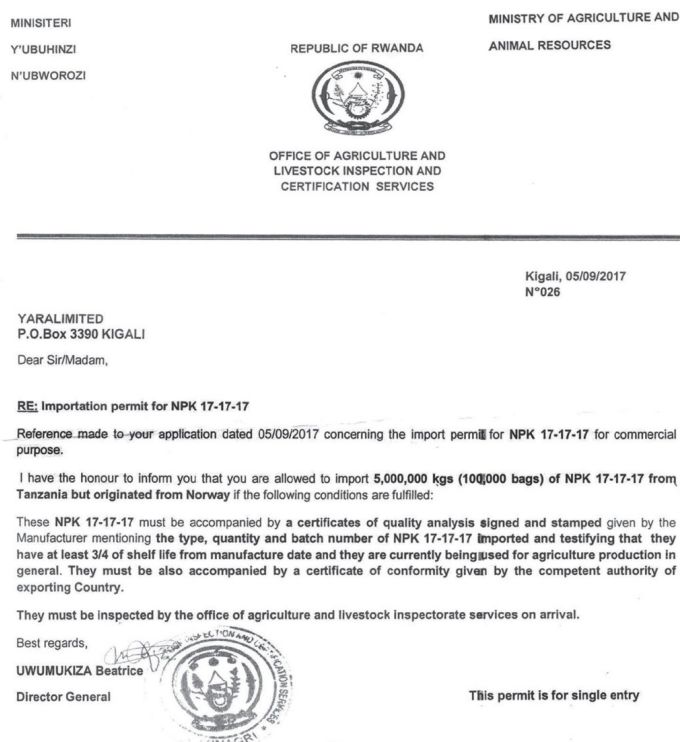 MINISITERI
Y'UBUHINZI
N'UBWOROZI
REPUBLIC OF RWANDA
MINISTRY OF AGRICULTURE AND
ANIMAL RESOURCES
OFFICE OF AGRICULTURE AND
LIVESTOCK INSPECTION AND
CERTIFICATION SERVICES
Kigali, 05/09/2017
N°026
YARALIMITED
P.O.Box 3390 KIGALI
Dear Sir/Madam,
RE: Importation permit for NPK 17-17-17
Reference made to your application dated 05/09/2017 concerning the import permit for NPK 17-17-17 for commercial
purpose.
I have the honour to inform you that you are allowed to import 5,000,000 kgs (100,000 bags) of NPK 17-17-17 from
Tanzania but originated from Norway if the following conditions are fulfilled:
These NPK 17-17-17 must be accompanied by a certificates of quality analysis signed and stamped given by the
Manufacturer mentioning the type, quantity and batch number of NPK 17-17-17 imported and testifying that they
have at least 3/4 of shelf life from manufacture date and they are currently being used for agriculture production in
general. They must be also accompanied by a certificate of conformity given by the competent authority of
exporting Country.
They must be inspected by the office of agriculture and livestock inspectorate services on arrival.
Best regards,
UWUMUKIZA Beatrice
Director General
INSPECTION AND CERTIFICATION SERVICES
MINAGRI
This permit is for single entry